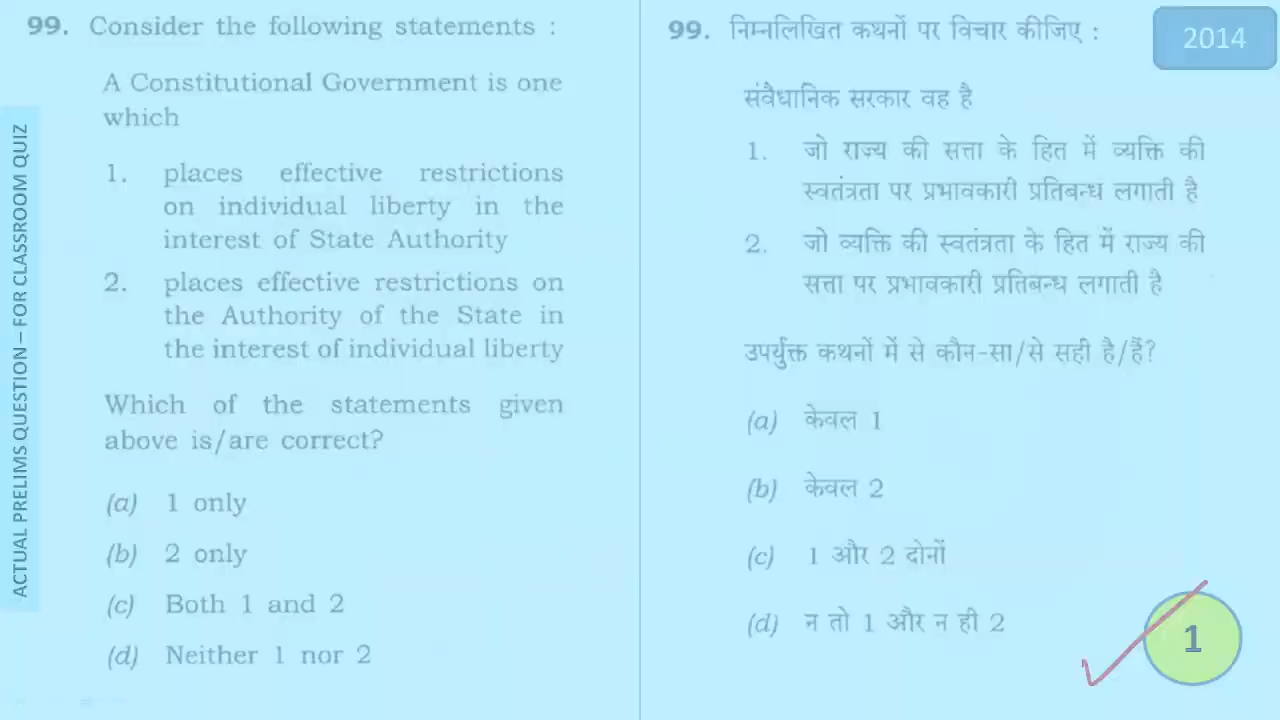 99. Consider the following statements :
A Constitutional Government is one
which
1. places effective restrictions
on individual liberty in the
interest of State Authority
2. places effective restrictions on
the Authority of the State in
the interest of individual liberty
Which of the statements given
above is/are correct?
(a) 1 only
(b) 2 only
(c) Both 1 and 2
(d) Neither 1 nor 2
99. निम्नलिखित कथनों पर विचार कीजिए :
संवैधानिक सरकार वह है
1. जो राज्य की सत्ता के हित में व्यक्ति की
स्वतंत्रता पर प्रभावकारी प्रतिबन्ध लगाती है
2. जो व्यक्ति की स्वतंत्रता के हित में राज्य की
सत्ता पर प्रभावकारी प्रतिबन्ध लगाती है
उपर्युक्त कथनों में से कौन-सा/से सही है/हैं?
(a) केवल 1
(b) केवल 2
(c) 1 और 2 दोनों
(d) न तो 1 और न ही 2
2014
ACTUAL PRELIMS QUESTION – FOR CLASSROOM QUIZ
1